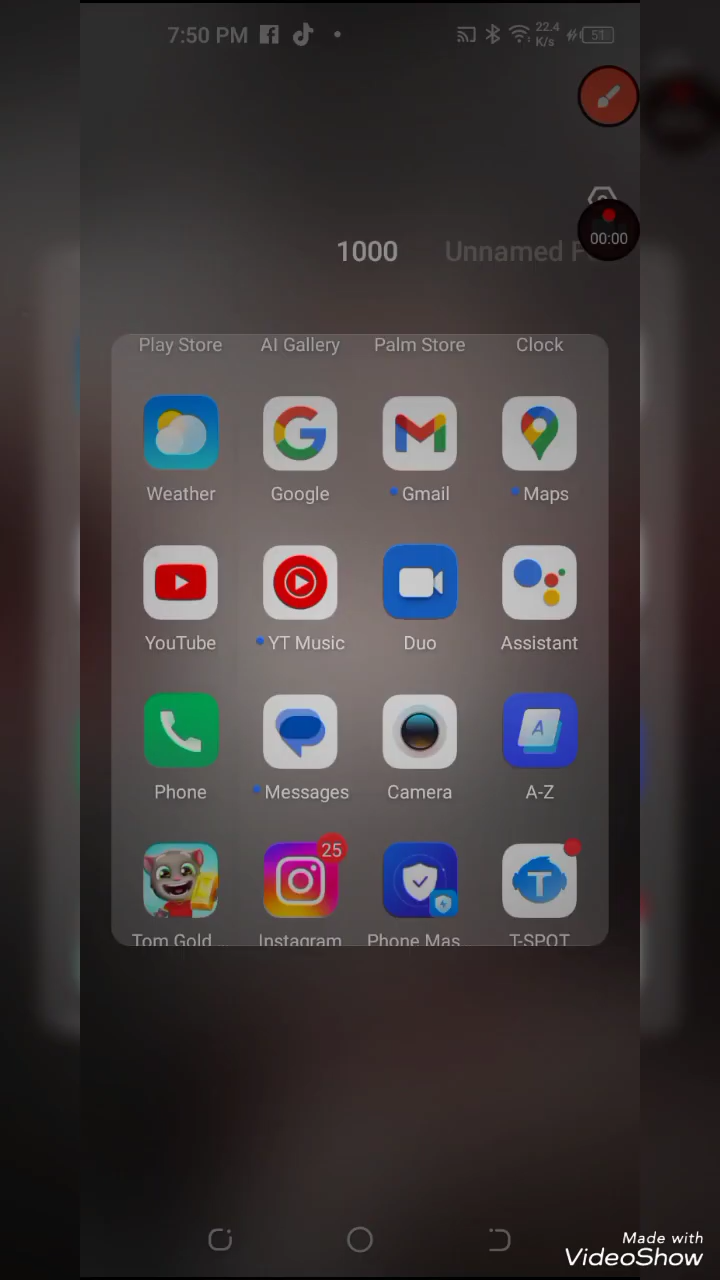 7:50 PM
22.4
K/s
51
00:00
1000 Unnamed F
Play Store AI Gallery Palm Store Clock
Weather Google Gmail Maps
YouTube YT Music Duo Assistant
A
Phone Messages Camera A-Z
25
T
Tom Gold ... Instagram Phone Mas... T-SPOT
Made with
VideoShow